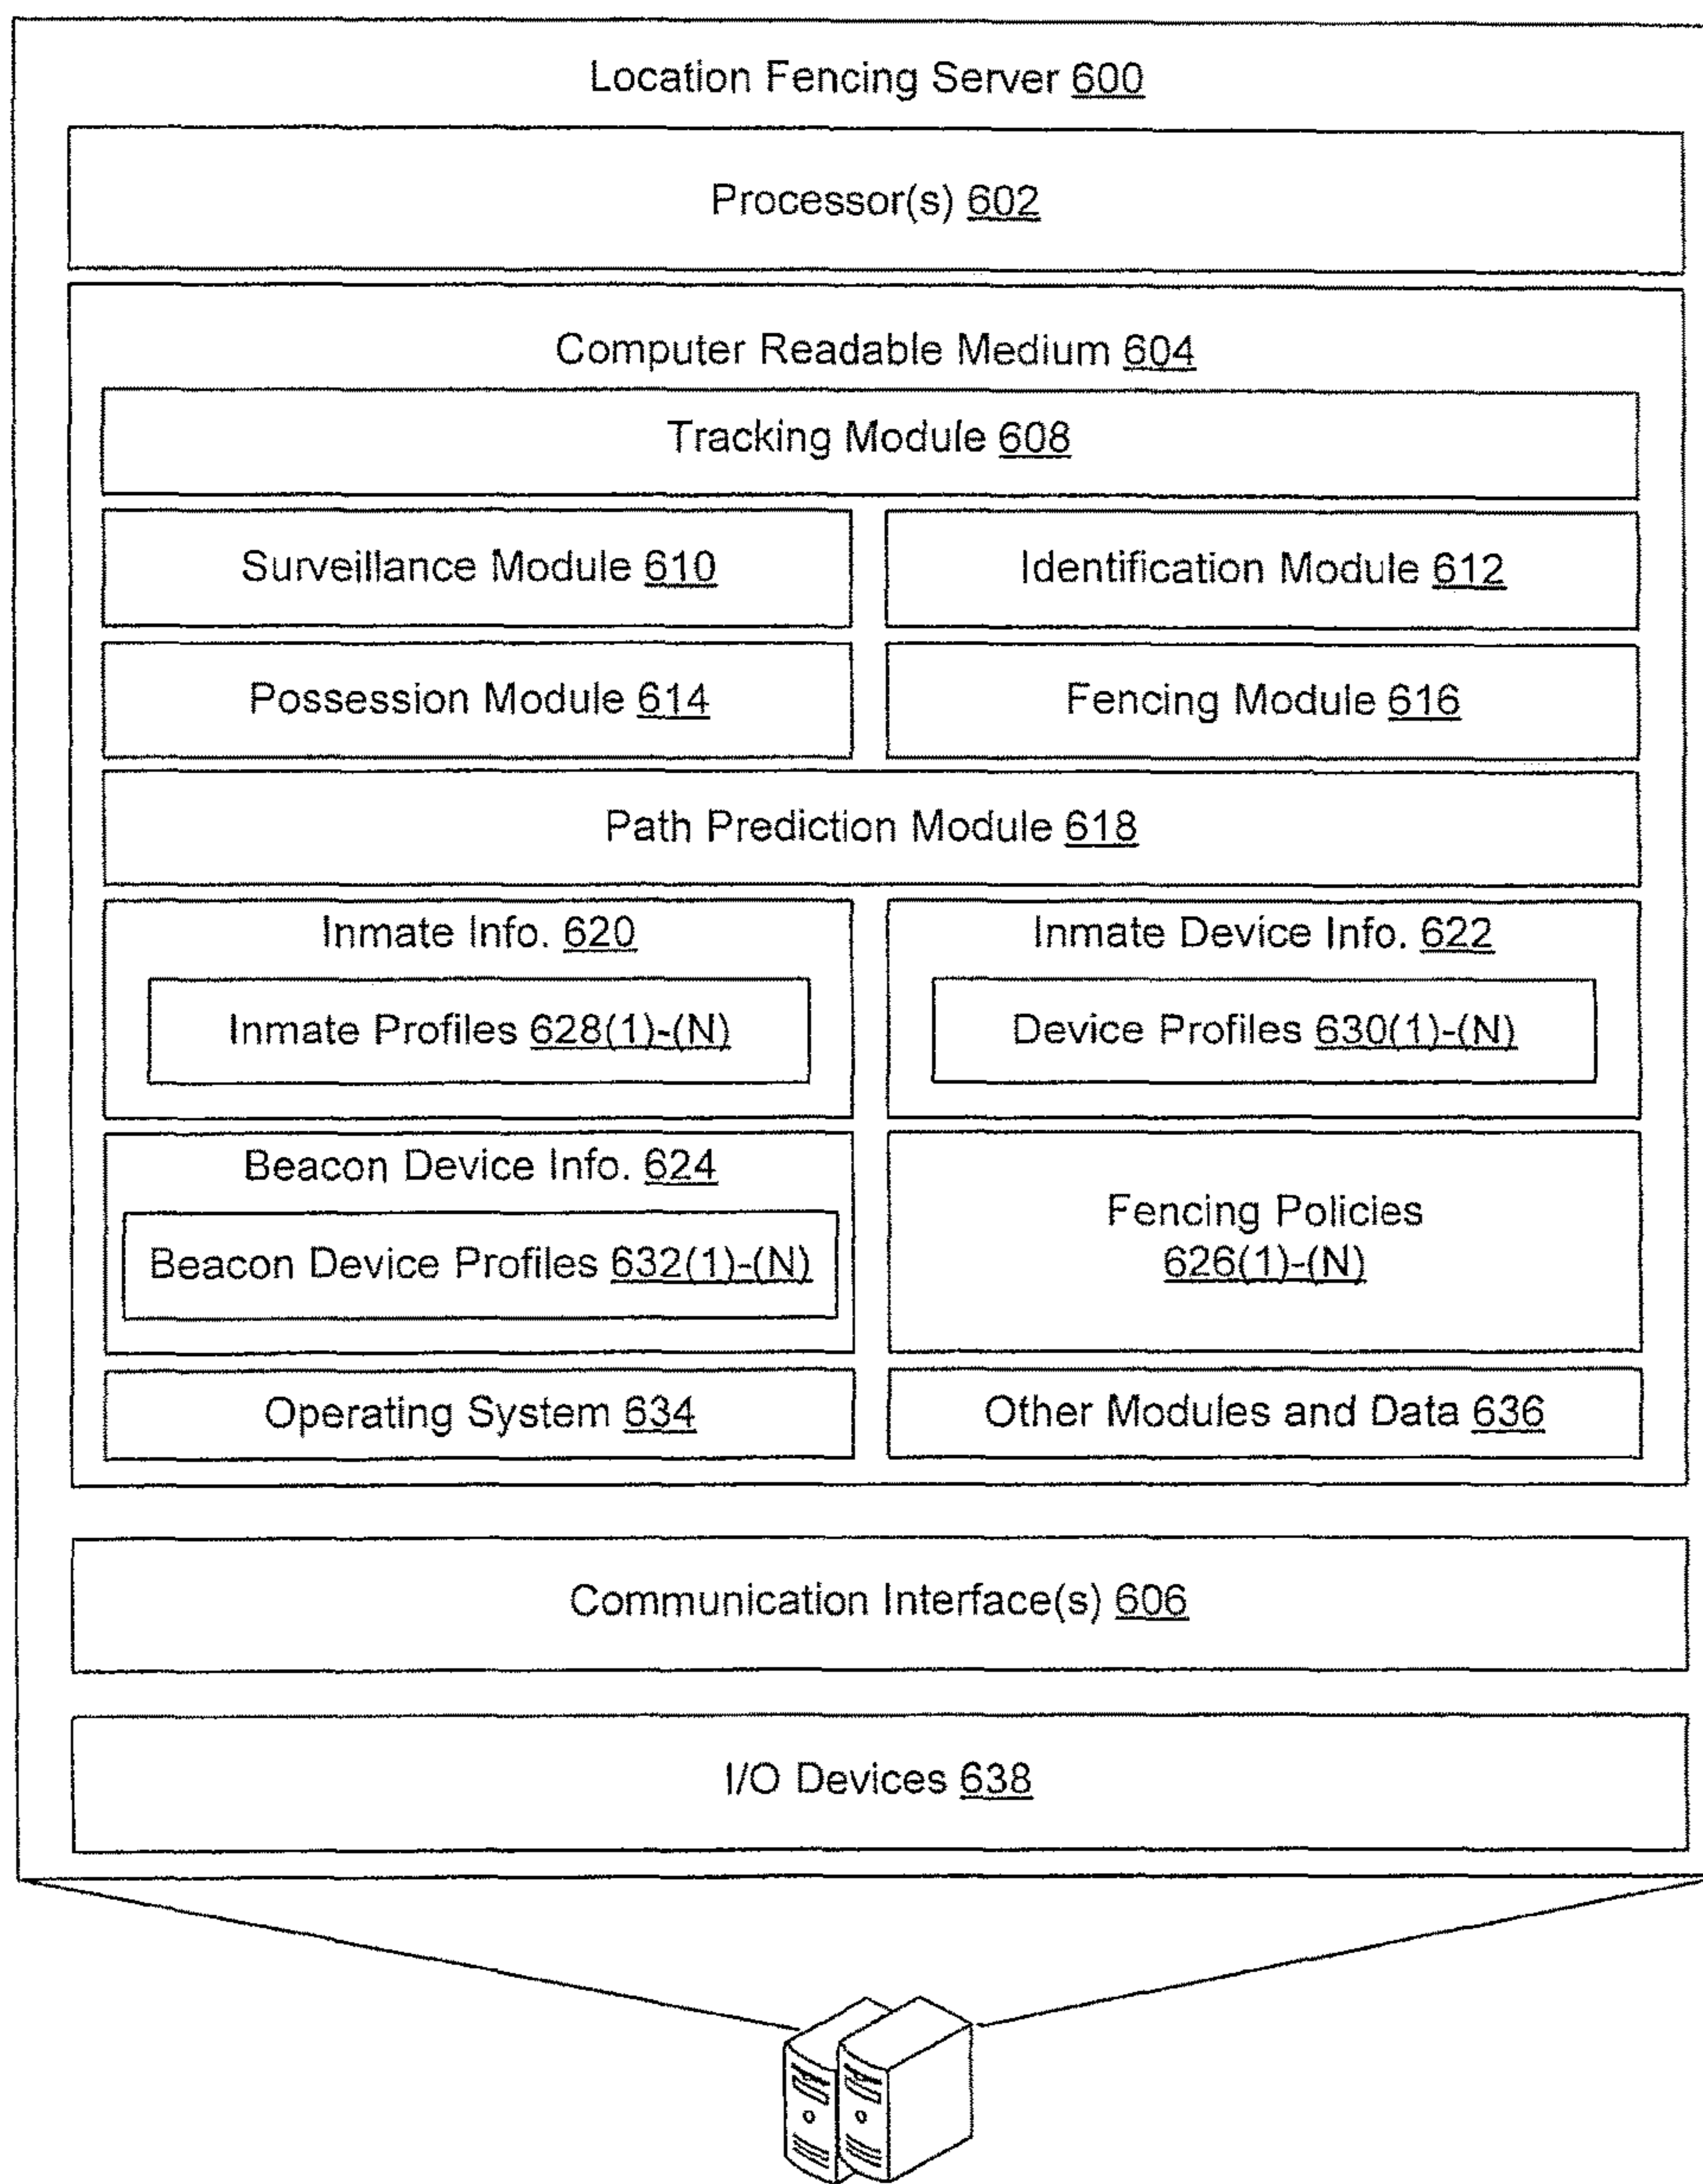 Location Fencing Server 600
Processor(s) 602
Computer Readable Medium 604
Tracking Module 608
Surveillance Module 610
Identification Module 612
Possession Module 614
Fencing Module 616
Path Prediction Module 618
Inmate Info. 620
Inmate Profiles 628(1)-(N)
Inmate Device Info. 622
Device Profiles 630(1)-(N)
Beacon Device Info. 624
Beacon Device Profiles 632(1)-(N)
Fencing Policies
626(1)-(N)
Operating System 634
Other Modules and Data 636
Communication Interface(s) 606
I/O Devices 638